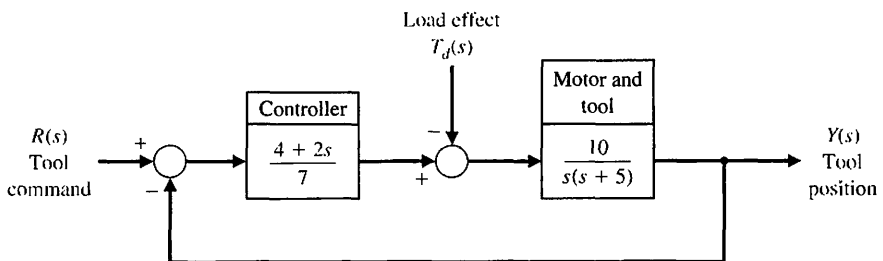 Load effect
T_d(s)
Motor and
tool
Controller
R(s)
Tool
command
+
−
4 + 2s
7
−
+
10
s(s + 5)
Y(s)
Tool
position